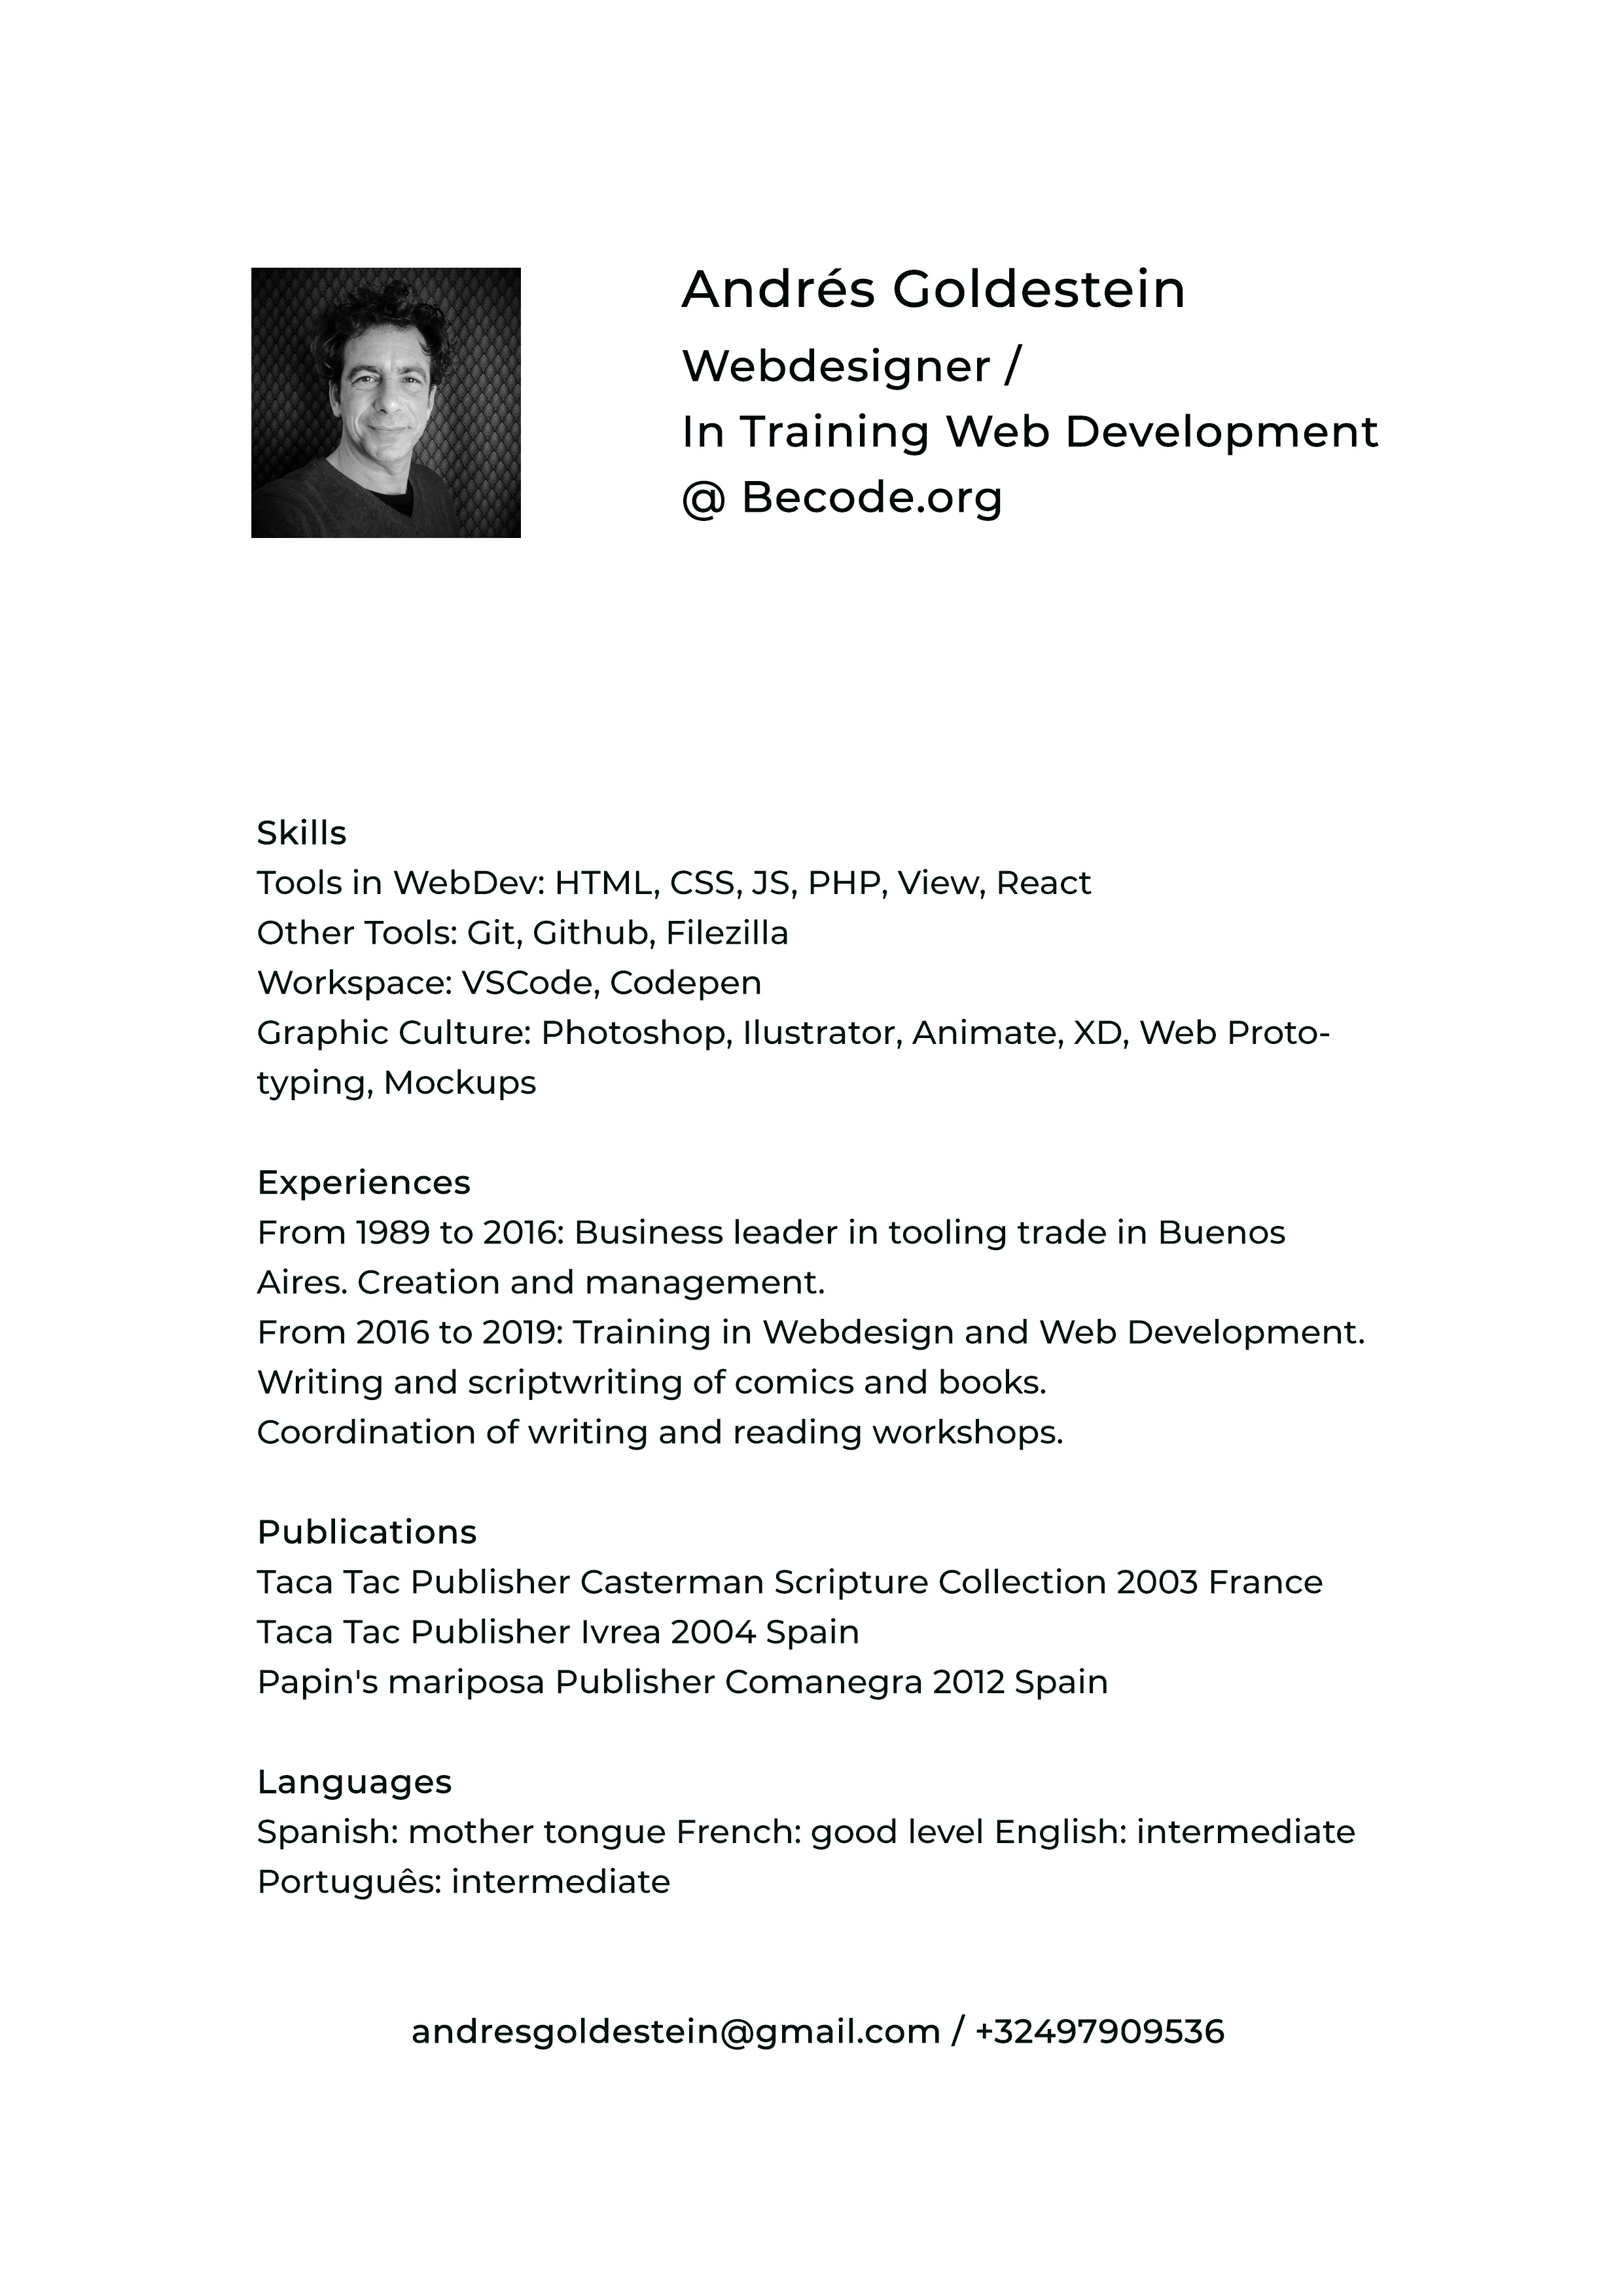 Andrés Goldestein
Webdesigner /
In Training Web Development
@ Becode.org
Skills
Tools in WebDev: HTML, CSS, JS, PHP, View, React
Other Tools: Git, Github, Filezilla
Workspace: VSCode, Codepen
Graphic Culture: Photoshop, Ilustrator, Animate, XD, Web Proto-
typing, Mockups
Experiences
From 1989 to 2016: Business leader in tooling trade in Buenos
Aires. Creation and management.
From 2016 to 2019: Training in Webdesign and Web Development.
Writing and scriptwriting of comics and books.
Coordination of writing and reading workshops.
Publications
Taca Tac Publisher Casterman Scripture Collection 2003 France
Taca Tac Publisher Ivrea 2004 Spain
Papin's mariposa Publisher Comanegra 2012 Spain
Languages
Spanish: mother tongue French: good level English: intermediate
Português: intermediate
andresgoldestein@gmail.com / +32497909536